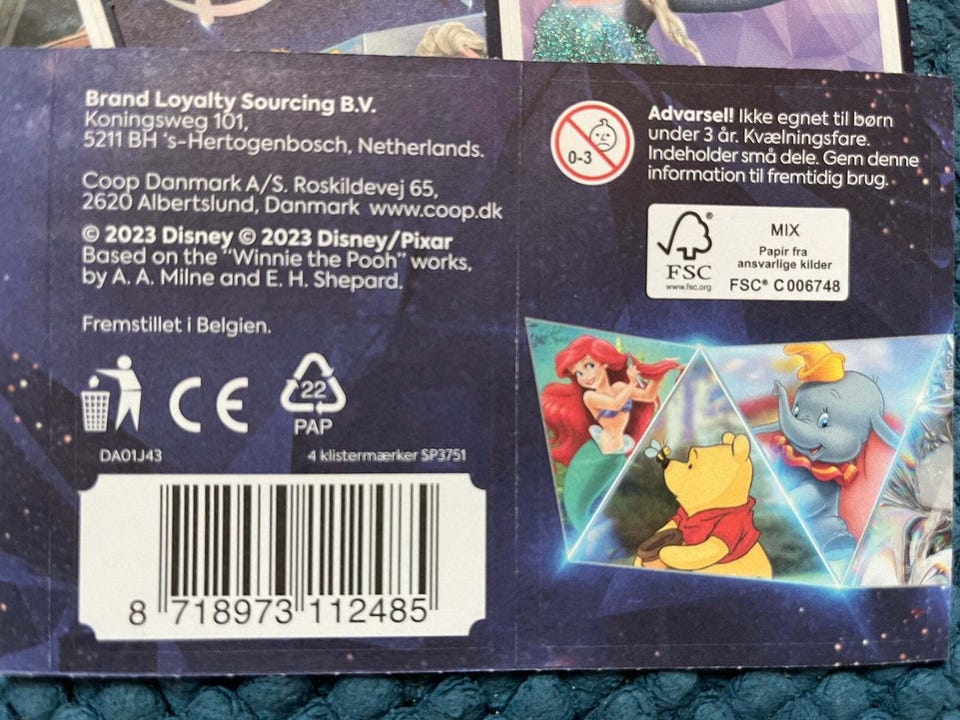 Brand Loyalty Sourcing B.V.
Koningsweg 101,
5211 BH 's-Hertogenbosch, Netherlands.
Coop Danmark A/S. Roskildevej 65,
2620 Albertslund, Danmark www.coop.dk
© 2023 Disney © 2023 Disney/Pixar
Based on the "Winnie the Pooh" works,
by A. A. Milne and E. H. Shepard.
Fremstillet i Belgien.
CE
22
PAP
DA01J43
4 klistermærker SP3751
8 718973 112485
0-3
Advarsel! Ikke egnet til børn
under 3 år. Kvælningsfare.
Indeholder små dele. Gem denne
information til fremtidig brug.
FSC
www.fsc.org
MIX
Papir fra
ansvarlige kilder
FSC® C006748